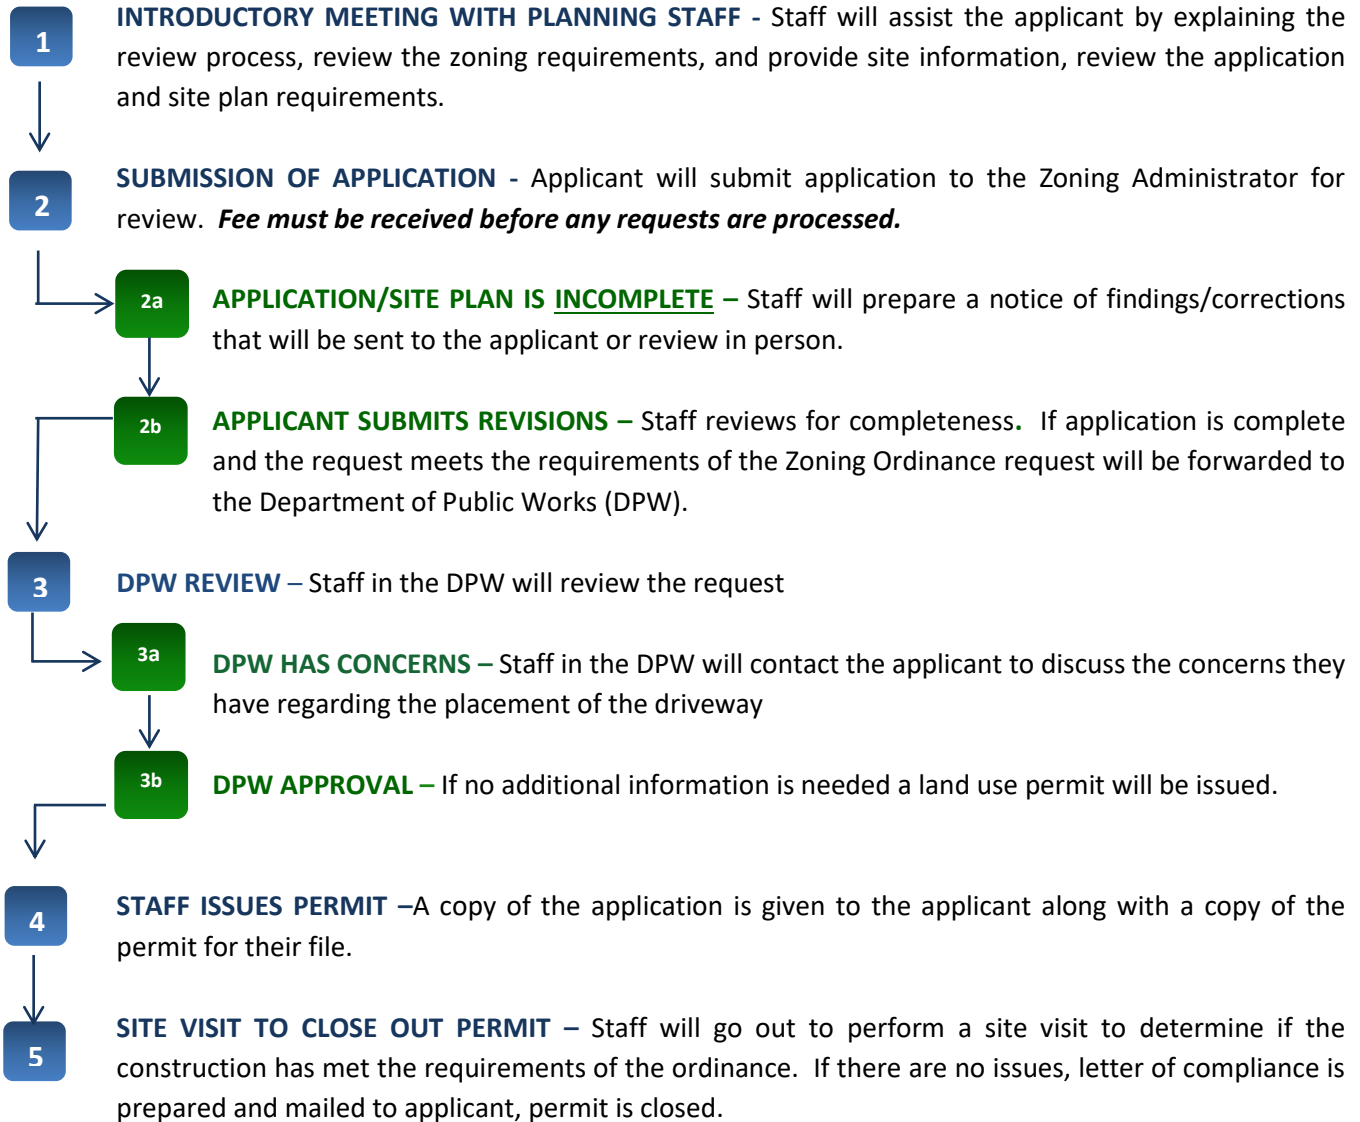 1
INTRODUCTORY MEETING WITH PLANNING STAFF - Staff will assist the applicant by explaining the
review process, review the zoning requirements, and provide site information, review the application
and site plan requirements.
2
SUBMISSION OF APPLICATION - Applicant will submit application to the Zoning Administrator for
review. Fee must be received before any requests are processed.
2a
APPLICATION/SITE PLAN IS INCOMPLETE – Staff will prepare a notice of findings/corrections
that will be sent to the applicant or review in person.
2b
APPLICANT SUBMITS REVISIONS – Staff reviews for completeness. If application is complete
and the request meets the requirements of the Zoning Ordinance request will be forwarded to
the Department of Public Works (DPW).
3
DPW REVIEW – Staff in the DPW will review the request
3a
DPW HAS CONCERNS – Staff in the DPW will contact the applicant to discuss the concerns they
have regarding the placement of the driveway
3b
DPW APPROVAL – If no additional information is needed a land use permit will be issued.
4
STAFF ISSUES PERMIT –A copy of the application is given to the applicant along with a copy of the
permit for their file.
5
SITE VISIT TO CLOSE OUT PERMIT – Staff will go out to perform a site visit to determine if the
construction has met the requirements of the ordinance. If there are no issues, letter of compliance is
prepared and mailed to applicant, permit is closed.